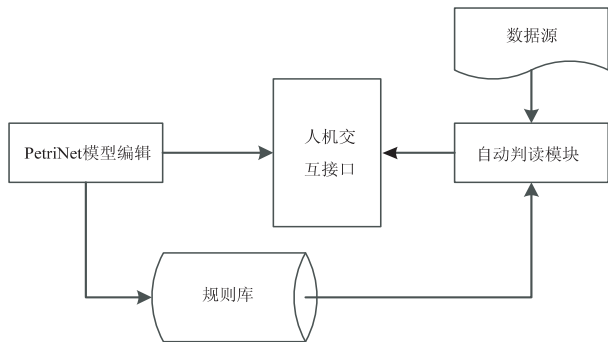 数据源
人机交
互接口
PetriNet模型编辑
自动判读模块
规则库